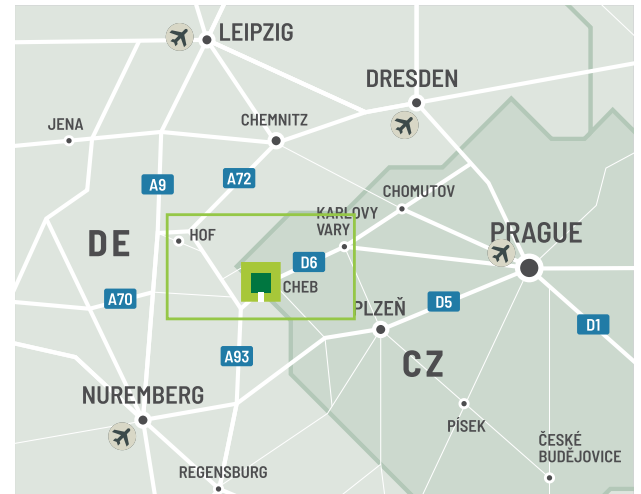 LEIPZIG
DRESDEN
JENA
CHEMNITZ
A9
A72
CHOMUTOV
KARLOVY
VARY
DE
HOF
PRAGUE
D6
CHEB
A70
PLZEŇ
D5
D1
A93
CZ
NUREMBERG
PÍSEK
ČESKÉ
BUDĚJOVICE
REGENSBURG